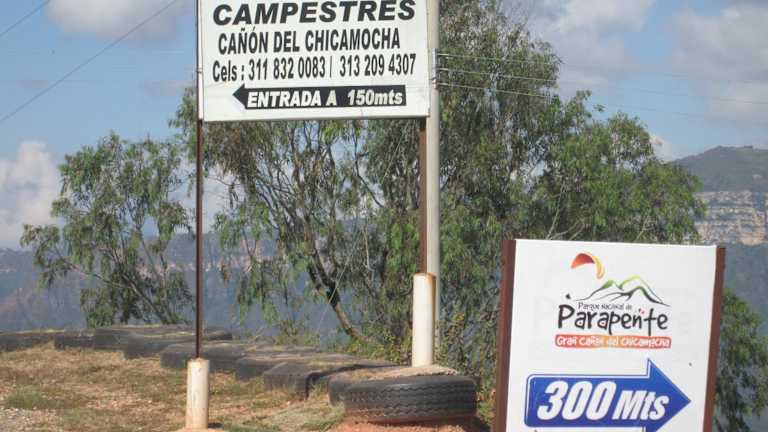 CAMPESTRES
CAÑÓN DEL CHICAMOCHA
Cels : 311 832 0083 / 313 209 4307
ENTRADA A 150mts
Parque Nacional de
Parapente
Gran Cañon del Chicamocha
300 Mts